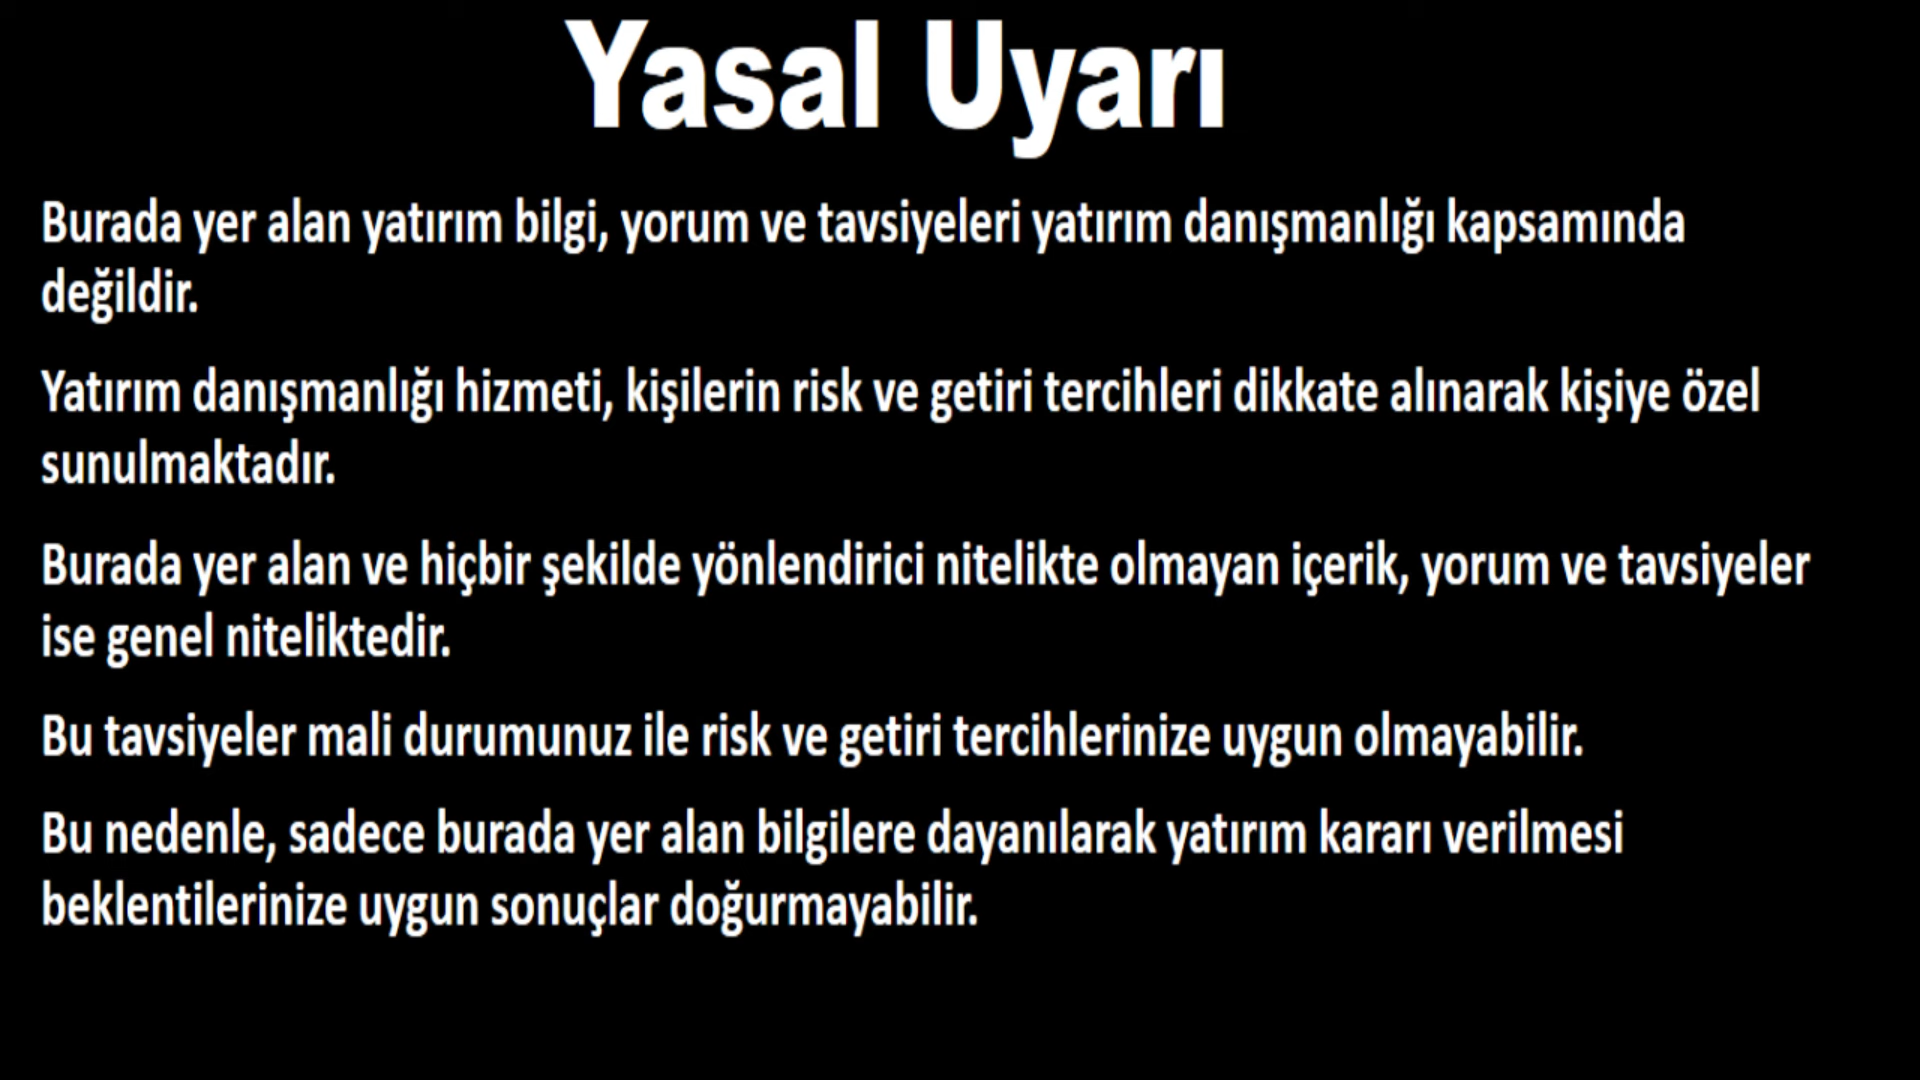 Yasal Uyarı
Burada yer alan yatırım bilgi, yorum ve tavsiyeleri yatırım danışmanlığı kapsamında
değildir.
Yatırım danışmanlığı hizmeti, kişilerin risk ve getiri tercihleri dikkate alınarak kişiye özel
sunulmaktadır.
Burada yer alan ve hiçbir şekilde yönlendirici nitelikte olmayan içerik, yorum ve tavsiyeler
ise genel niteliktedir.
Bu tavsiyeler mali durumunuz ile risk ve getiri tercihlerinize uygun olmayabilir.
Bu nedenle, sadece burada yer alan bilgilere dayanılarak yatırım kararı verilmesi
beklentilerinize uygun sonuçlar doğurmayabilir.